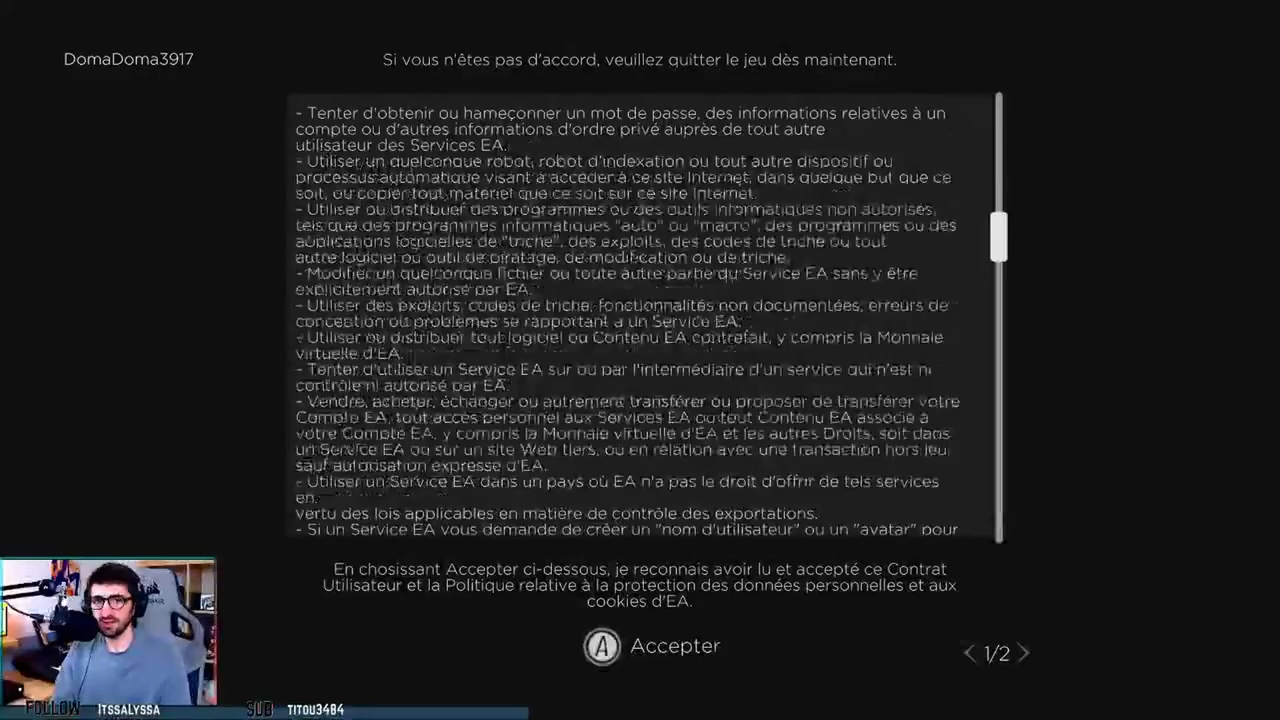 DomaDoma3917
Si vous n'êtes pas d'accord, veuillez quitter le jeu dès maintenant.
- Tenter d'obtenir ou hameçonner un mot de passe, des informations relatives à un
compte ou d'autres informations d'ordre privé auprès de tout autre
utilisateur des Services EA.
- Utiliser un quelconque robot, robot d'indexation ou tout autre dispositif ou
processus automatique visant à accéder à ce site Internet, dans quelque but que ce
soit, ou copier tout matériel que ce soit sur ce site Internet.
- Utiliser ou distribuer des programmes ou des outils informatiques non autorisés,
tels que des programmes informatiques "auto" ou "macro", des programmes ou des
applications logicielles de "triche", des exploits, des codes de triche ou tout
autre logiciel ou outil de piratage, de modification ou de triche.
- Modifier un quelconque fichier ou toute autre partie du Service EA sans y être
explicitement autorisé par EA.
- Utiliser des exploits, codes de triche, fonctionnalités non documentées, erreurs de
conception ou problèmes se rapportant à un Service EA.
- Utiliser ou distribuer tout logiciel ou Contenu EA contrefait, y compris la Monnaie
virtuelle d'EA.
- Tenter d'utiliser un Service EA sur ou par l'intermédiaire d'un service qui n'est ni
contrôlé ni autorisé par EA.
- Vendre, acheter, échanger ou autrement transférer ou proposer de transférer votre
Compte EA, tout accès personnel aux Services EA ou tout Contenu EA associé à
votre Compte EA, y compris la Monnaie virtuelle d'EA et les autres Droits, soit dans
un Service EA ou sur un site Web tiers, ou en relation avec une transaction hors jeu,
sauf autorisation expresse d'EA.
- Utiliser un Service EA dans un pays où EA n'a pas le droit d'offrir de tels services
en
vertu des lois applicables en matière de contrôle des exportations.
- Si un Service EA vous demande de créer un "nom d'utilisateur" ou un "avatar" pour
En choisissant Accepter ci-dessous, je reconnais avoir lu et accepté ce Contrat
Utilisateur et la Politique relative à la protection des données personnelles et aux
cookies d'EA.
A Accepter
1/2
FOLLOW ITSSALYSSA SUB TITOU3484